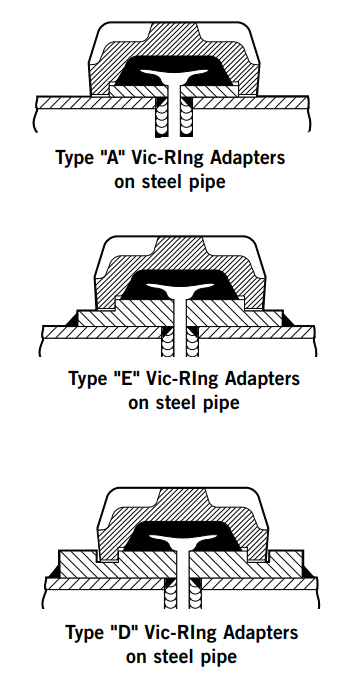 Type "A" Vic-RIng Adapters
on steel pipe
Type "E" Vic-RIng Adapters
on steel pipe
Type "D" Vic-RIng Adapters
on steel pipe